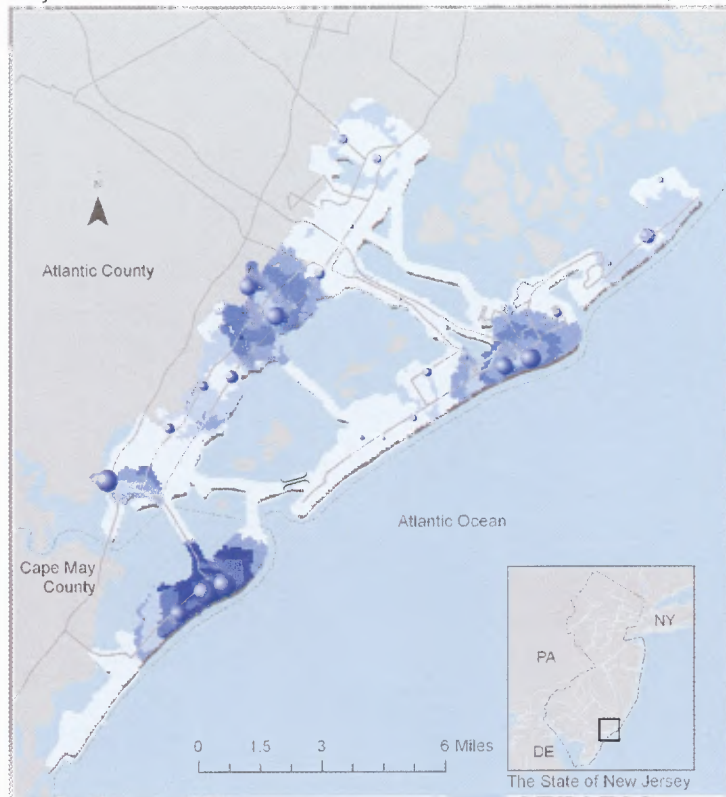 N
Atlantic County
Atlantic Ocean
Cape May
County
NY
PA
DE
0 1.5 3 6 Miles
The State of New Jersey